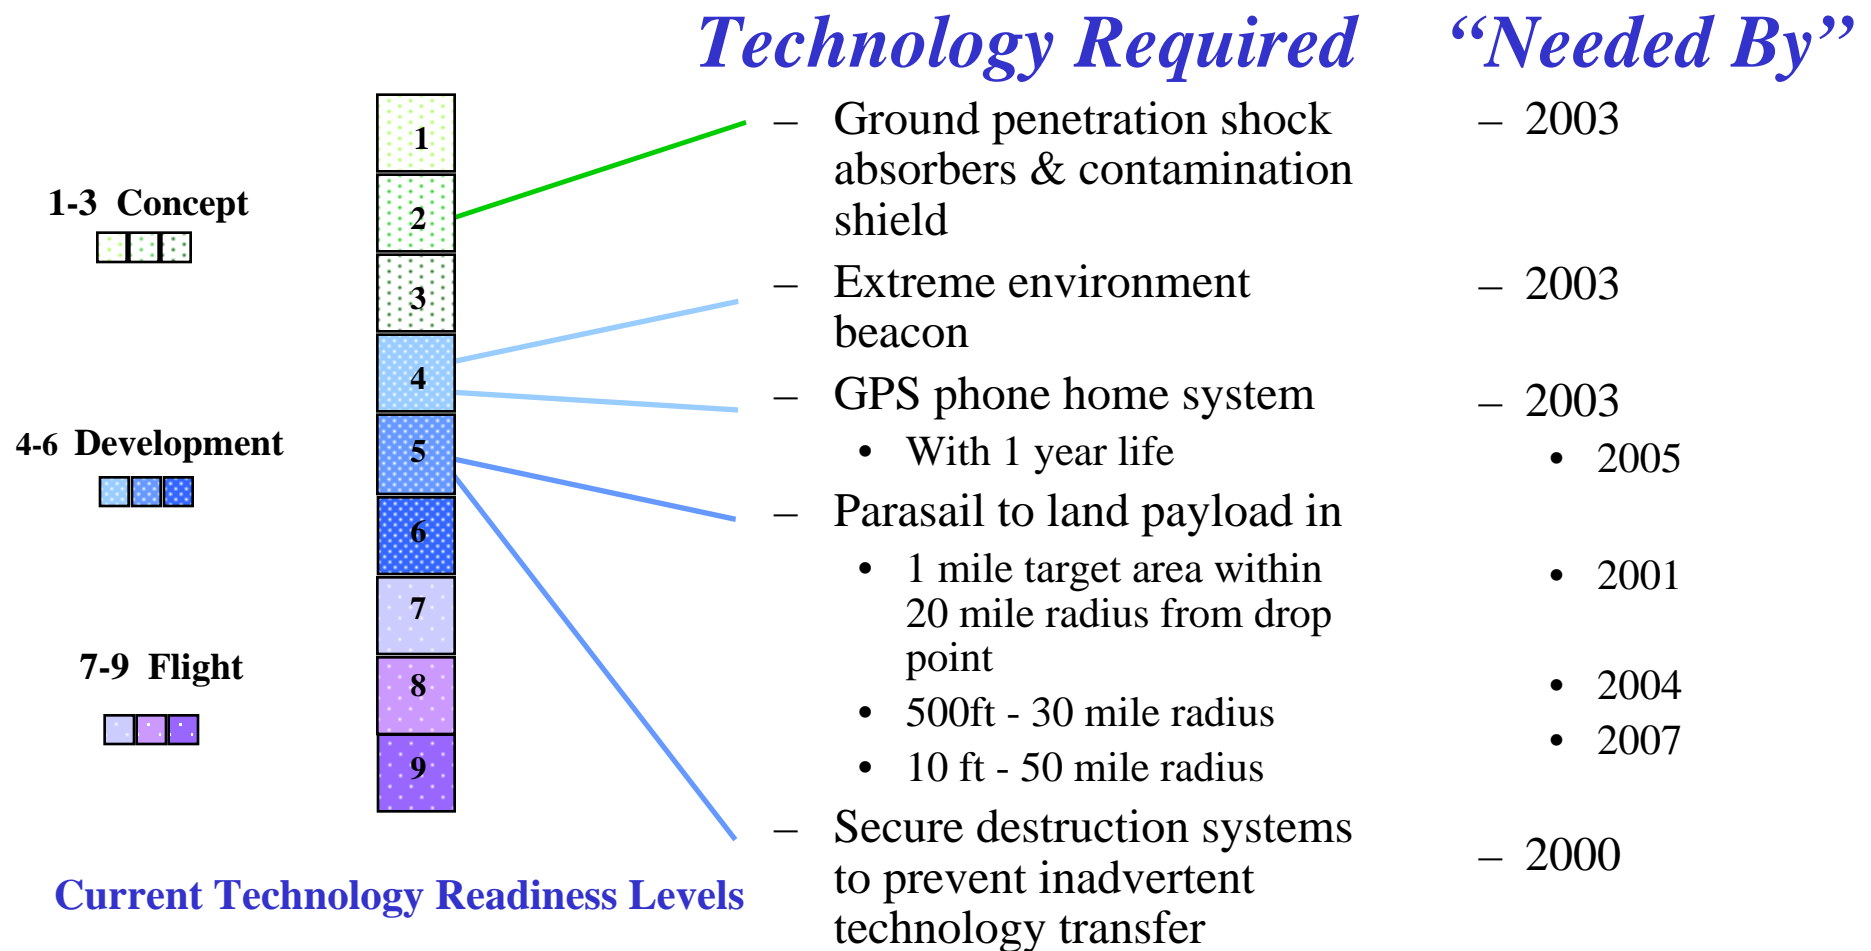 Technology Required “Needed By”
1
2
3
4
5
6
7
8
9
1-3 Concept
4-6 Development
7-9 Flight
Current Technology Readiness Levels
– Ground penetration shock
absorbers & contamination
shield
– Extreme environment
beacon
– GPS phone home system
• With 1 year life
– Parasail to land payload in
• 1 mile target area within
20 mile radius from drop
point
• 500ft - 30 mile radius
• 10 ft - 50 mile radius
– Secure destruction systems
to prevent inadvertent
technology transfer
– 2003
– 2003
– 2003
• 2005
• 2001
• 2004
• 2007
– 2000